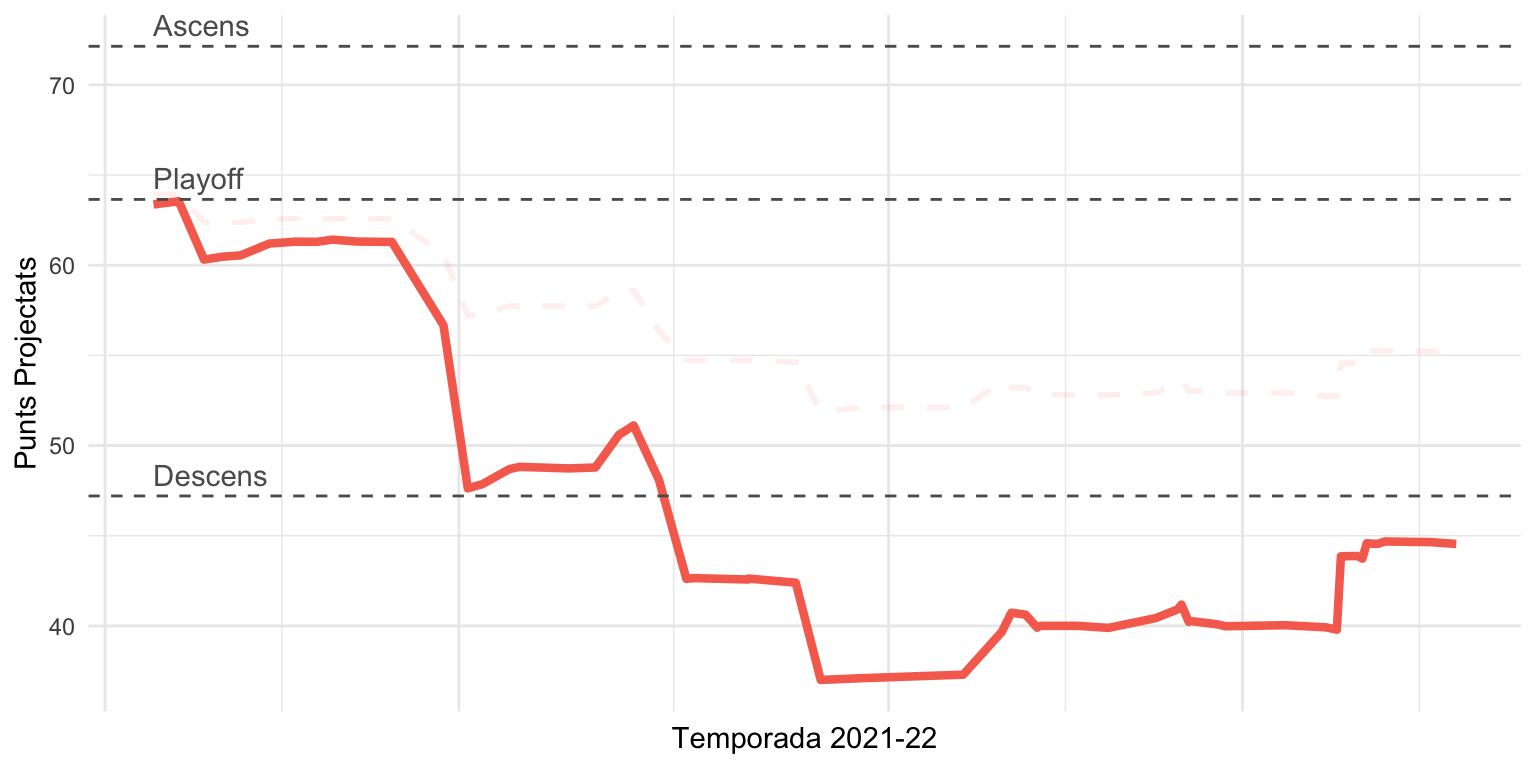 Ascens
70
Playoff
60
50
Descens
40
Punts Projectats
Temporada 2021-22